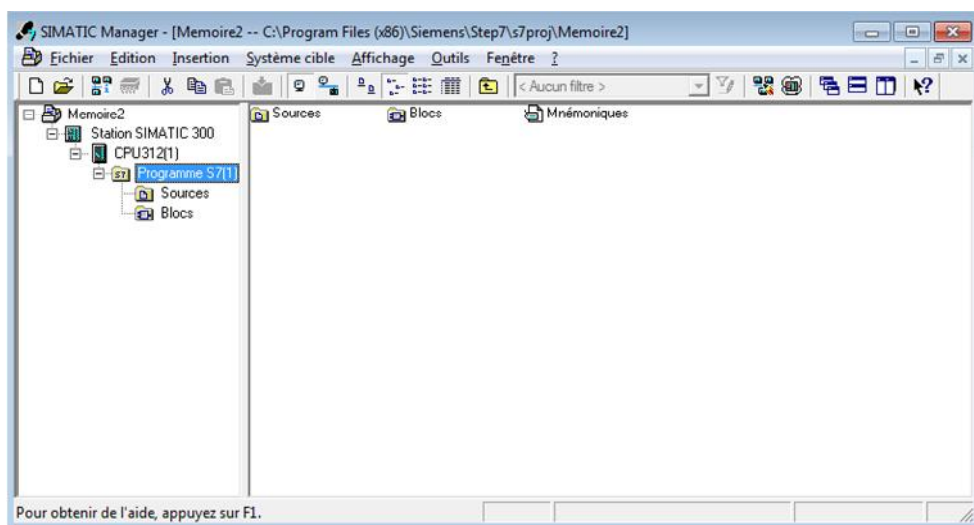 SIMATIC Manager - [Memoire2 -- C:\Program Files (x86)\Siemens\Step7\s7proj\Memoire2]
Fichier Edition Insertion Système cible Affichage Outils Fenêtre ?
< Aucun filtre >
Memoire2
Station SIMATIC 300
CPU312(1)
Programme S7(1)
Sources
Blocs
Sources Blocs Mnémoniques
Pour obtenir de l'aide, appuyez sur F1.